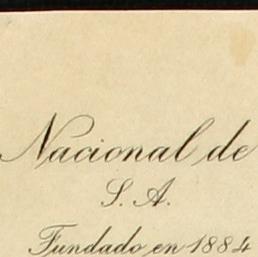 Nacional de
S. A.
Fundado en 1884